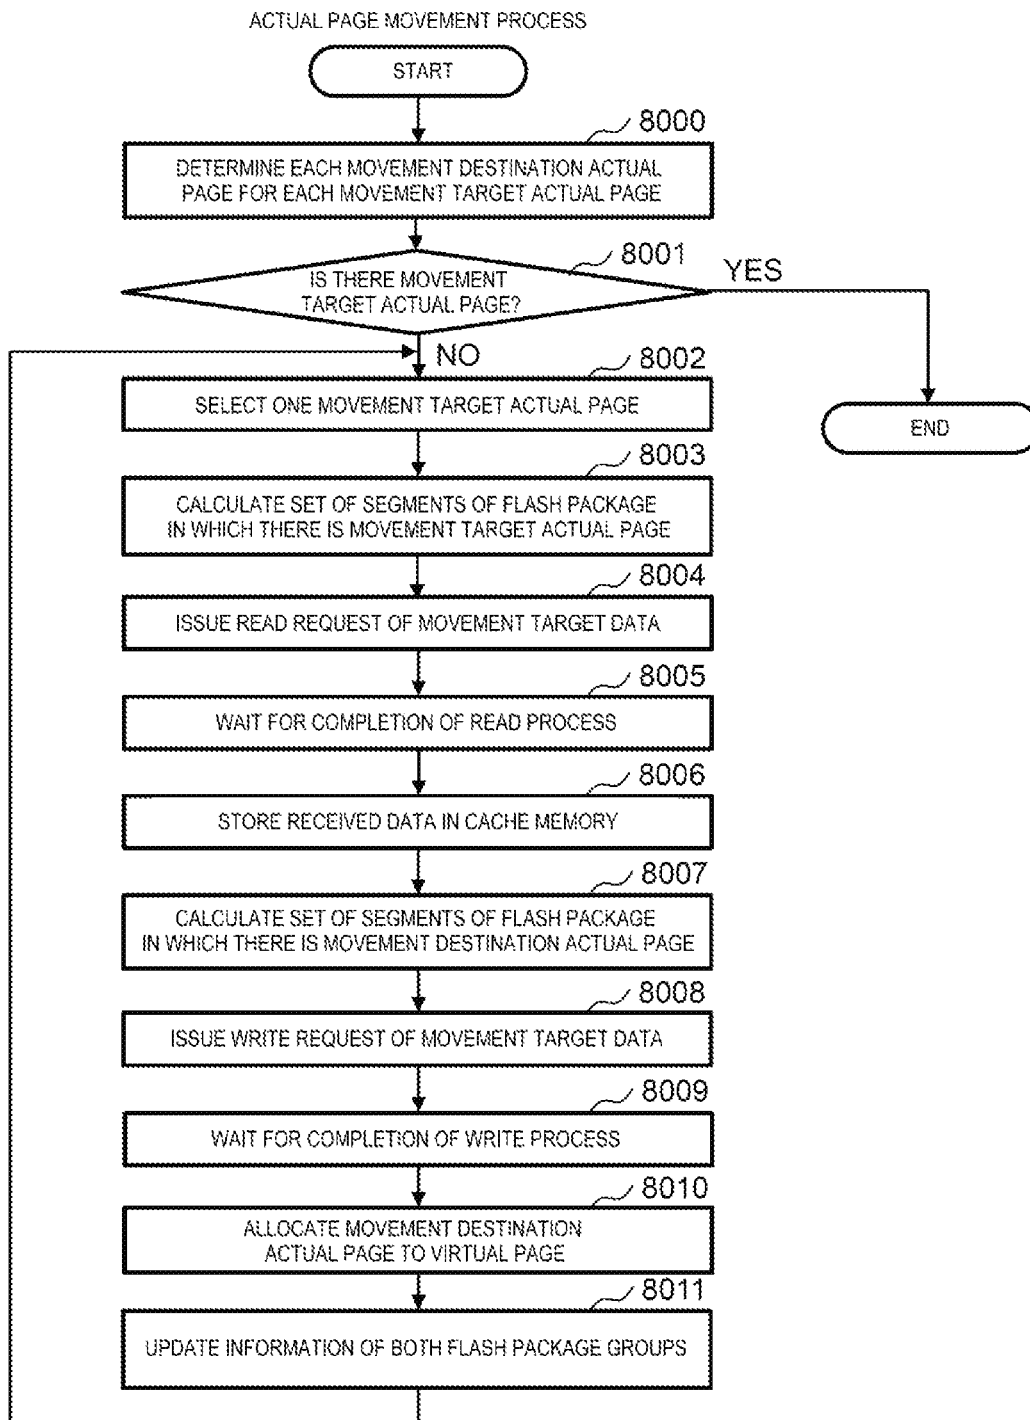 ACTUAL PAGE MOVEMENT PROCESS
START
8000
DETERMINE EACH MOVEMENT DESTINATION ACTUAL
PAGE FOR EACH MOVEMENT TARGET ACTUAL PAGE
8001
IS THERE MOVEMENT
TARGET ACTUAL PAGE?
YES
NO
8002
SELECT ONE MOVEMENT TARGET ACTUAL PAGE
END
8003
CALCULATE SET OF SEGMENTS OF FLASH PACKAGE
IN WHICH THERE IS MOVEMENT TARGET ACTUAL PAGE
8004
ISSUE READ REQUEST OF MOVEMENT TARGET DATA
8005
WAIT FOR COMPLETION OF READ PROCESS
8006
STORE RECEIVED DATA IN CACHE MEMORY
8007
CALCULATE SET OF SEGMENTS OF FLASH PACKAGE
IN WHICH THERE IS MOVEMENT DESTINATION ACTUAL PAGE
8008
ISSUE WRITE REQUEST OF MOVEMENT TARGET DATA
8009
WAIT FOR COMPLETION OF WRITE PROCESS
8010
ALLOCATE MOVEMENT DESTINATION
ACTUAL PAGE TO VIRTUAL PAGE
8011
UPDATE INFORMATION OF BOTH FLASH PACKAGE GROUPS